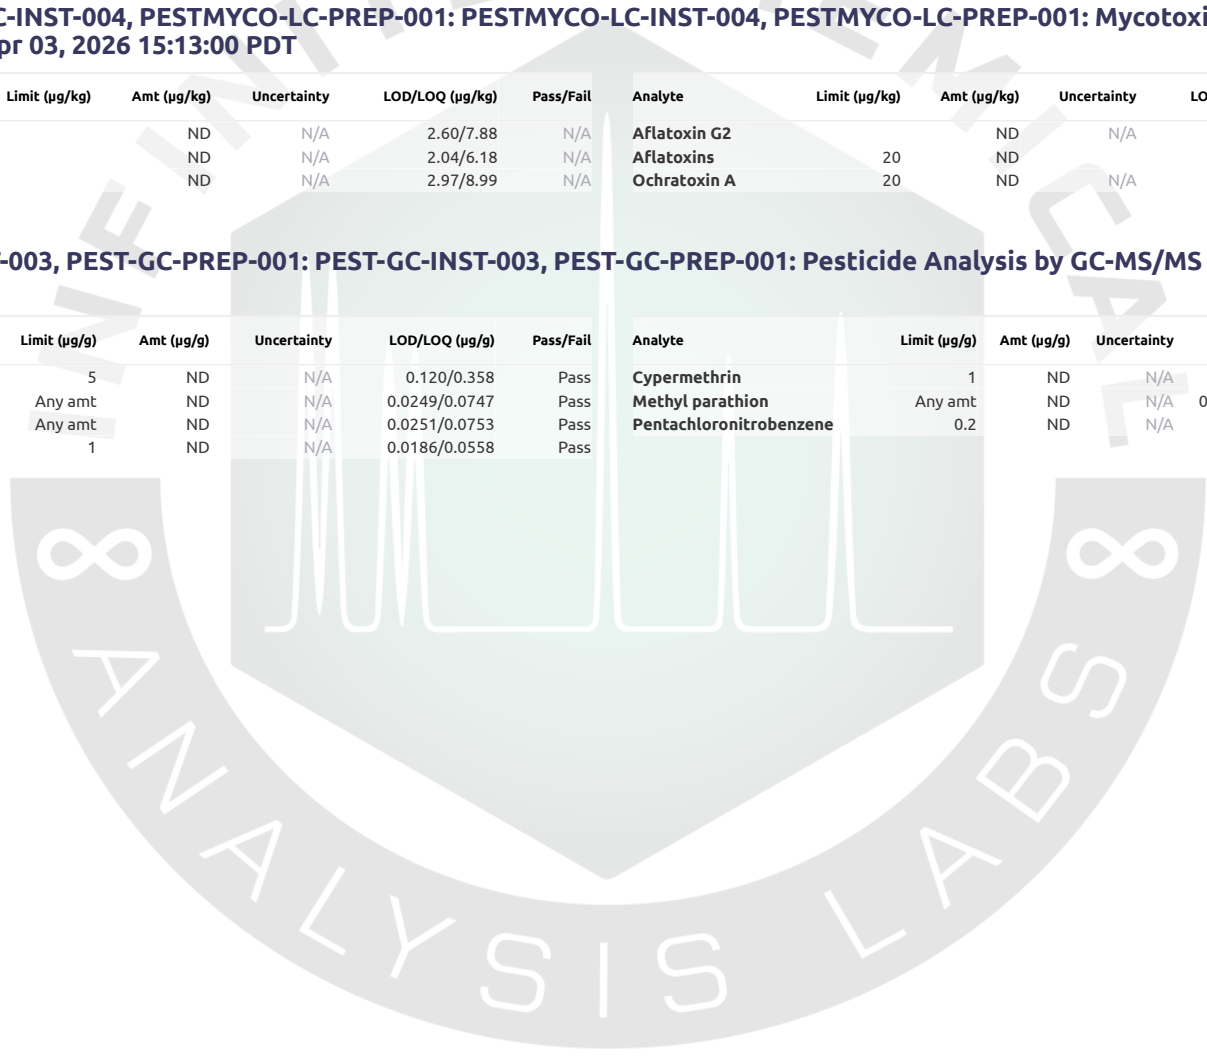 C-INST-004, PESTMYCO-LC-PREP-001: PESTMYCO-LC-INST-004, PESTMYCO-LC-PREP-001: Mycotoxi
pr 03, 2026 15:13:00 PDT
Limit (µg/kg) Amt (µg/kg) Uncertainty LOD/LOQ (µg/kg) Pass/Fail Analyte Limit (µg/kg) Amt (µg/kg) Uncertainty LO
ND N/A 2.60/7.88 N/A Aflatoxin G2 ND N/A
ND N/A 2.04/6.18 N/A Aflatoxins 20 ND
ND N/A 2.97/8.99 N/A Ochratoxin A 20 ND N/A
-003, PEST-GC-PREP-001: PEST-GC-INST-003, PEST-GC-PREP-001: Pesticide Analysis by GC-MS/MS
Limit (µg/g) Amt (µg/g) Uncertainty LOD/LOQ (µg/g) Pass/Fail Analyte Limit (µg/g) Amt (µg/g) Uncertainty
5 ND N/A 0.120/0.358 Pass Cypermethrin 1 ND N/A
Any amt ND N/A 0.0249/0.0747 Pass Methyl parathion Any amt ND N/A 0
Any amt ND N/A 0.0251/0.0753 Pass Pentachloronitrobenzene 0.2 ND N/A
1 ND N/A 0.0186/0.0558 Pass
ANALYSIS LABS